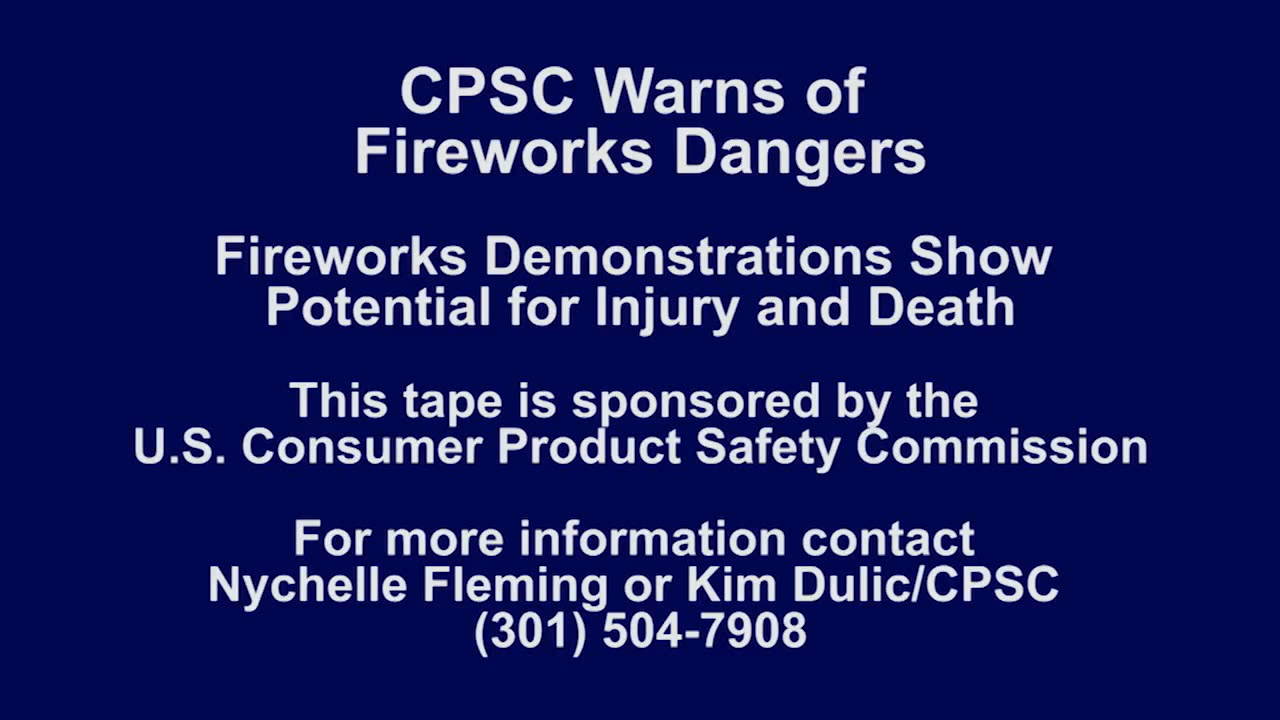 CPSC Warns of
Fireworks Dangers
Fireworks Demonstrations Show
Potential for Injury and Death
This tape is sponsored by the
U.S. Consumer Product Safety Commission
For more information contact
Nychelle Fleming or Kim Dulic/CPSC
(301) 504-7908